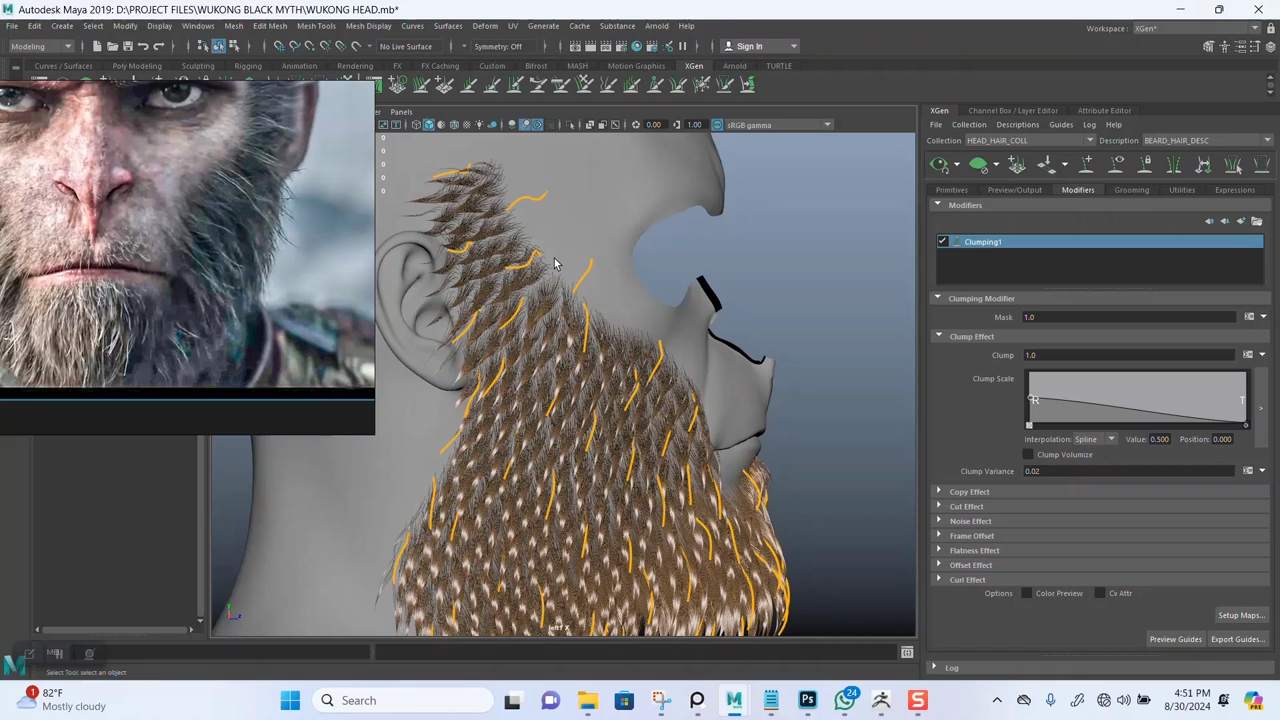 Autodesk Maya 2019: D:\PROJECT FILES\WUKONG BLACK MYTH\WUKONG HEAD.mb*
File Edit Create Select Modify Display Windows Mesh Edit Mesh Mesh Tools Mesh Display Curves Surfaces Deform UV Generate Cache Substance Arnold Help
Workspace : XGen*
Modeling
No Live Surface
Symmetry: Off
Sign In
Curves / Surfaces Poly Modeling Sculpting Rigging Animation Rendering FX FX Caching Custom Bifrost MASH Motion Graphics XGen Arnold TURTLE
Panels
0.00 1.00 sRGB gamma
0
0
0
0
0
XGen Channel Box / Layer Editor Attribute Editor
File Collection Descriptions Guides Log Help
Collection HEAD_HAIR_COLL Description BEARD_HAIR_DESC
Primitives Preview/Output Modifiers Grooming Utilities Expressions
Modifiers
Clumping1
Clumping Modifier
Mask 1.0
Clump Effect
Clump 1.0
Clump Scale
R T
>
Interpolation: Spline Value: 0.500 Position: 0.000
Clump Volumize
Clump Variance 0.02
Copy Effect
Cut Effect
Noise Effect
Frame Offset
Flatness Effect
Offset Effect
Curl Effect
Options Color Preview Cv Attr
Setup Maps...
Preview Guides Export Guides...
Log
y
z
left X
Select Tool: select an object
82°F
Mostly cloudy
1
Search
24
4:51 PM
8/30/2024